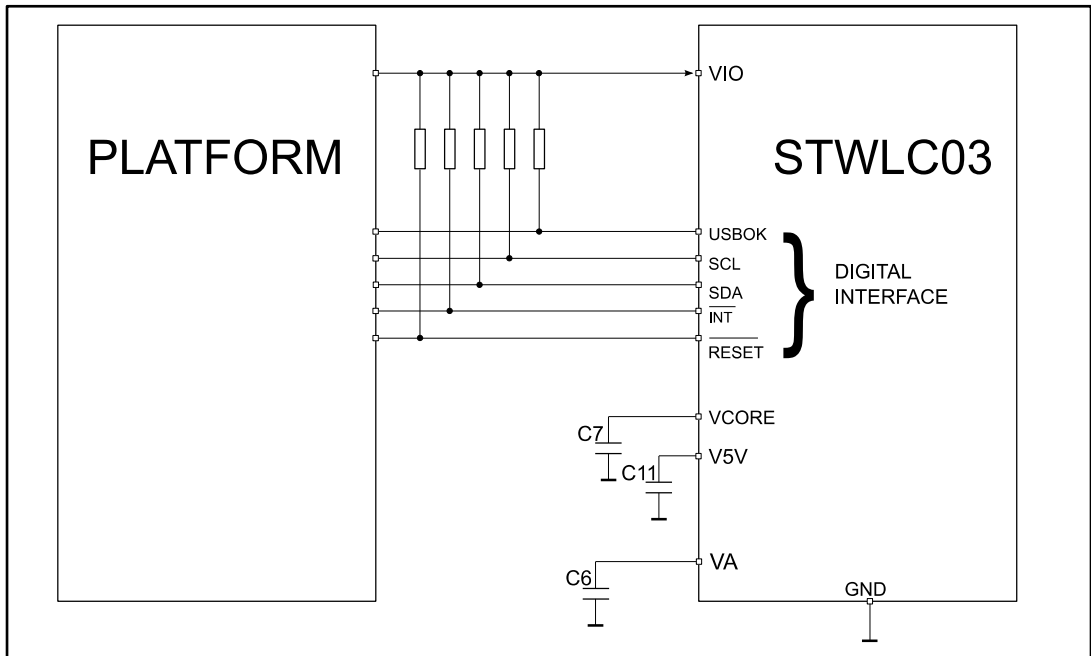 VIO
PLATFORM
STWLC03
USBOK
SCL
DIGITAL
INTERFACE
SDA
INT
RESET
VCORE
C7
V5V
C11
VA
C6
GND